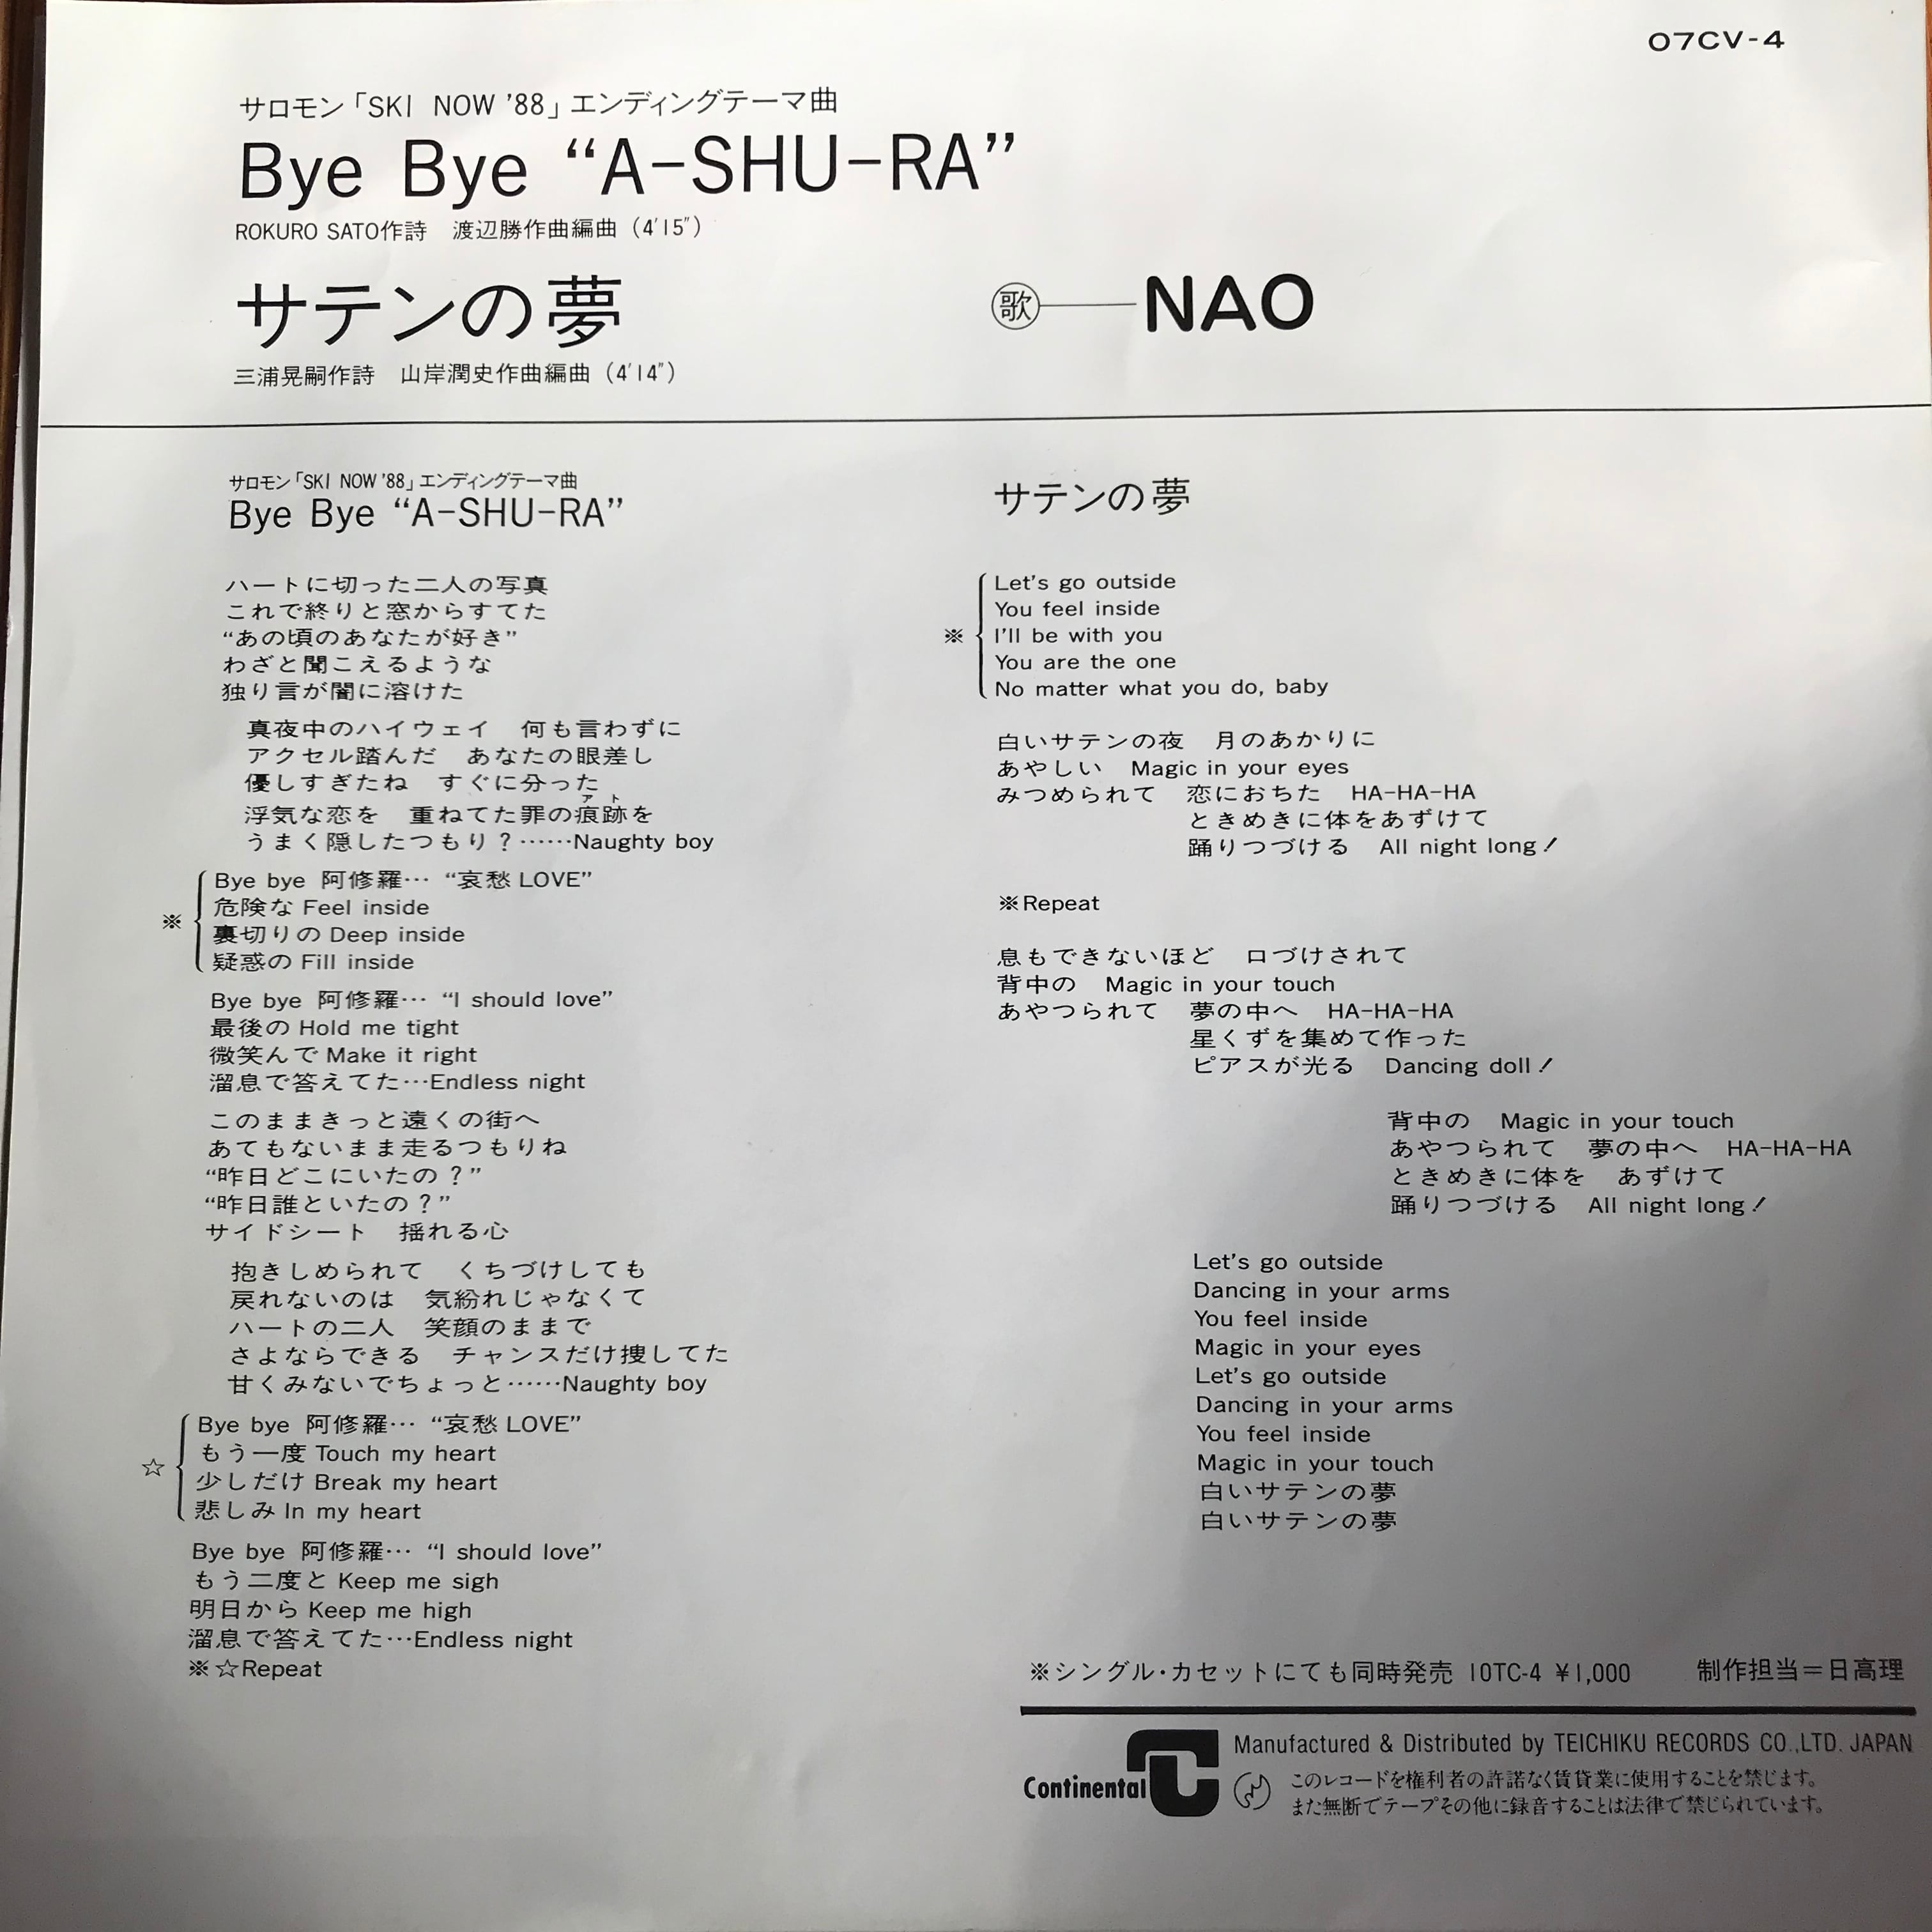 07CV-4
サロモン「SKI NOW ’88」エンディングテーマ曲
Bye Bye “A-SHU-RA”
ROKURO SATO作詩　渡辺勝作曲編曲（4′15″）
サテンの夢
歌 NAO
三浦晃嗣作詩　山岸潤史作曲編曲（4′14″）
サロモン「SKI NOW ’88」エンディングテーマ曲
Bye Bye “A-SHU-RA”
ハートに切った二人の写真
これで終りと窓からすてた
“あの頃のあなたが好き”
わざと聞こえるような
独り言が闇に溶けた
真夜中のハイウェイ　何も言わずに
アクセル踏んだ　あなたの眼差し
優しすぎたね　すぐに分った
アト
浮気な恋を　重ねてた罪の痕跡を
うまく隠したつもり？……Naughty boy
Bye bye 阿修羅… “哀愁 LOVE”
危険な Feel inside
※
裏切りの Deep inside
疑惑の Fill inside
Bye bye 阿修羅… “I should love”
最後の Hold me tight
微笑んで Make it right
溜息で答えてた…Endless night
このままきっと遠くの街へ
あてもないまま走るつもりね
“昨日どこにいたの？”
“昨日誰といたの？”
サイドシート　揺れる心
抱きしめられて　くちづけしても
戻れないのは　気紛れじゃなくて
ハートの二人　笑顔のままで
さよならできる　チャンスだけ捜してた
甘くみないでちょっと……Naughty boy
Bye bye 阿修羅… “哀愁 LOVE”
もう一度 Touch my heart
☆
少しだけ Break my heart
悲しみ In my heart
Bye bye 阿修羅… “I should love”
もう二度と Keep me sigh
明日から Keep me high
溜息で答えてた…Endless night
※☆Repeat
サテンの夢
Let’s go outside
You feel inside
※ I’ll be with you
You are the one
No matter what you do, baby
白いサテンの夜　月のあかりに
あやしい　Magic in your eyes
みつめられて　恋におちた　HA-HA-HA
ときめきに体をあずけて
踊りつづける　All night long！
※Repeat
息もできないほど　口づけされて
背中の　Magic in your touch
あやつられて　夢の中へ　HA-HA-HA
星くずを集めて作った
ピアスが光る　Dancing doll！
背中の　Magic in your touch
あやつられて　夢の中へ　HA-HA-HA
ときめきに体を　あずけて
踊りつづける　All night long！
Let’s go outside
Dancing in your arms
You feel inside
Magic in your eyes
Let’s go outside
Dancing in your arms
You feel inside
Magic in your touch
白いサテンの夢
白いサテンの夢
※シングル・カセットにても同時発売 10TC-4 ¥1,000　制作担当＝日高理
Continental
Manufactured & Distributed by TEICHIKU RECORDS CO.,LTD. JAPAN
このレコードを権利者の許諾なく賃貸業に使用することを禁じます。
また無断でテープその他に録音することは法律で禁じられています。